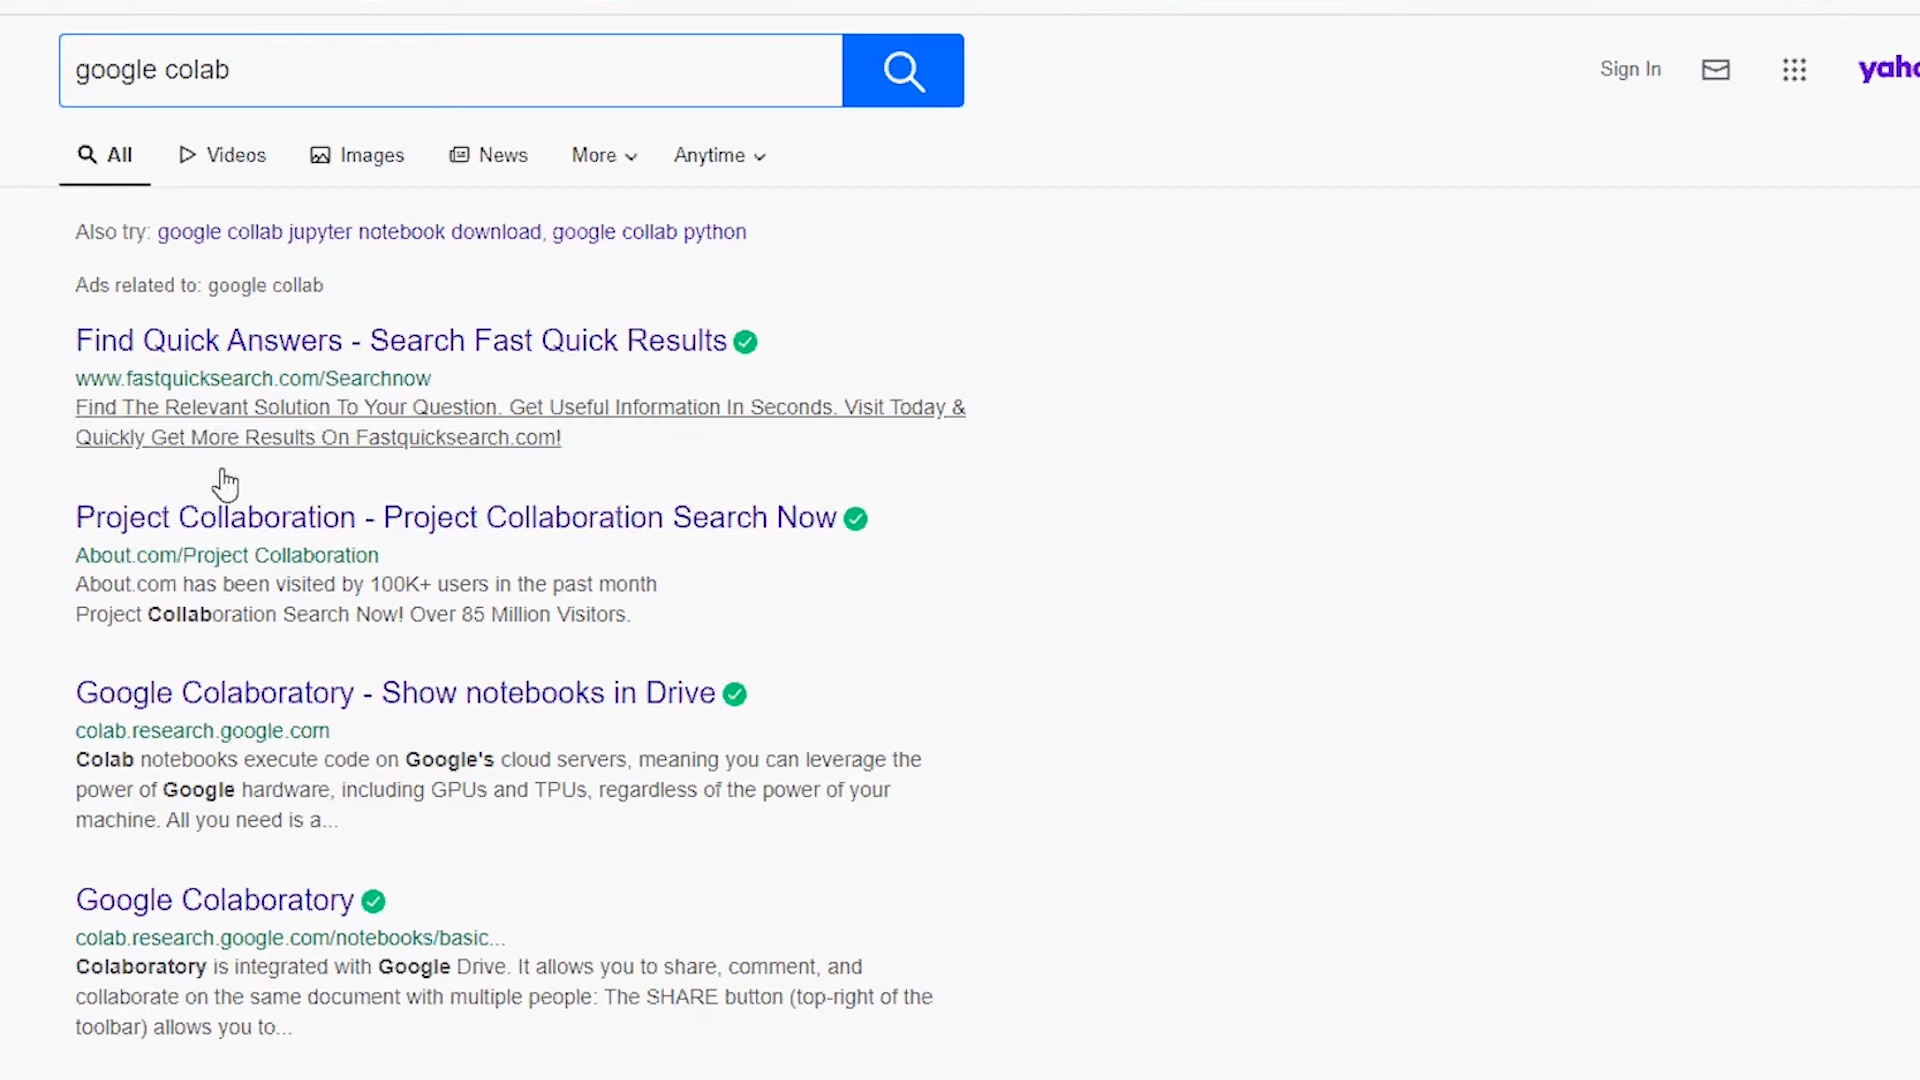 google colab
Sign In
yaho
All Videos Images News More Anytime
Also try: google collab jupyter notebook download, google collab python
Ads related to: google collab
Find Quick Answers - Search Fast Quick Results
www.fastquicksearch.com/Searchnow
Find The Relevant Solution To Your Question. Get Useful Information In Seconds. Visit Today &
Quickly Get More Results On Fastquicksearch.com!
Project Collaboration - Project Collaboration Search Now
About.com/Project Collaboration
About.com has been visited by 100K+ users in the past month
Project Collaboration Search Now! Over 85 Million Visitors.
Google Colaboratory - Show notebooks in Drive
colab.research.google.com
Colab notebooks execute code on Google's cloud servers, meaning you can leverage the
power of Google hardware, including GPUs and TPUs, regardless of the power of your
machine. All you need is a...
Google Colaboratory
colab.research.google.com/notebooks/basic...
Colaboratory is integrated with Google Drive. It allows you to share, comment, and
collaborate on the same document with multiple people: The SHARE button (top-right of the
toolbar) allows you to...